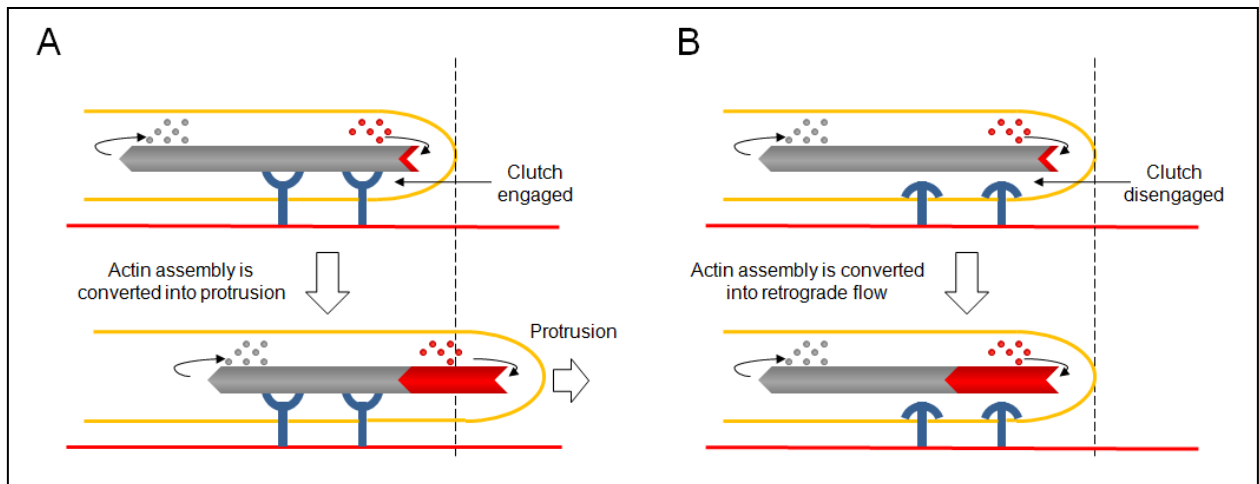 A
Clutch
engaged
Actin assembly is
converted into protrusion
Protrusion
B
Clutch
disengaged
Actin assembly is converted
into retrograde flow